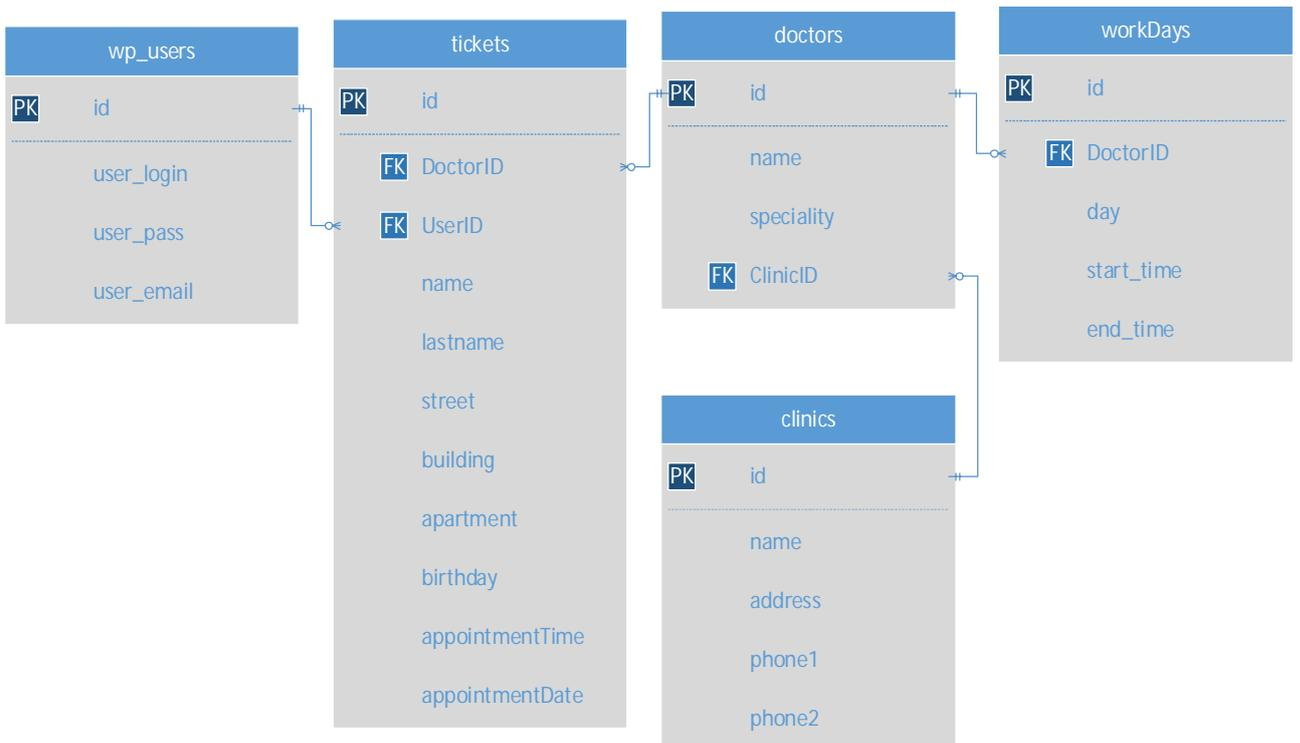 wp_users
PK id
user_login
user_pass
user_email
tickets
PK id
FK DoctorID
FK UserID
name
lastname
street
building
apartment
birthday
appointmentTime
appointmentDate
doctors
PK id
name
speciality
FK ClinicID
workDays
PK id
FK DoctorID
day
start_time
end_time
clinics
PK id
name
address
phone1
phone2